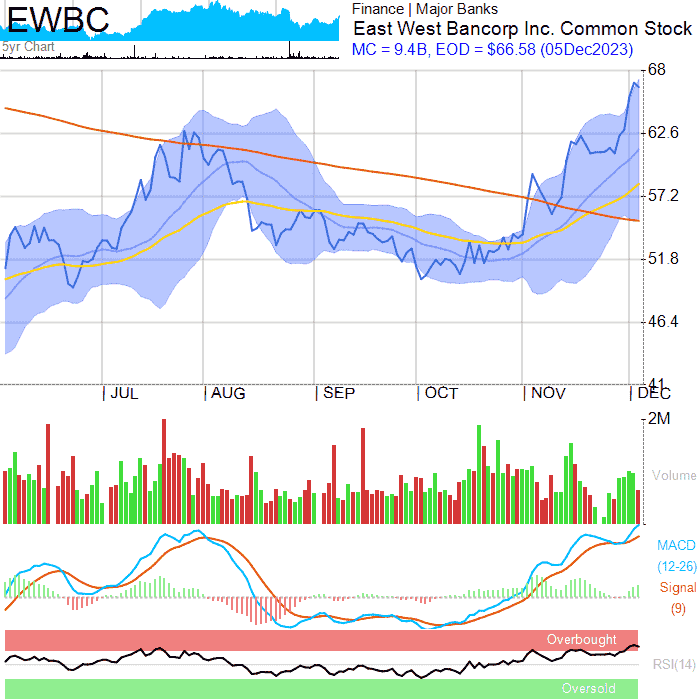 EWBC
5yr Chart
Finance | Major Banks
East West Bancorp Inc. Common Stock
MC = 9.4B, EOD = $66.58 (05Dec2023)
68
62.6
57.2
51.8
46.4
41
| JUL | AUG | SEP | OCT | NOV | DEC
2M
Volume
MACD
(12-26)
Signal
(9)
Overbought
RSI(14)
Oversold